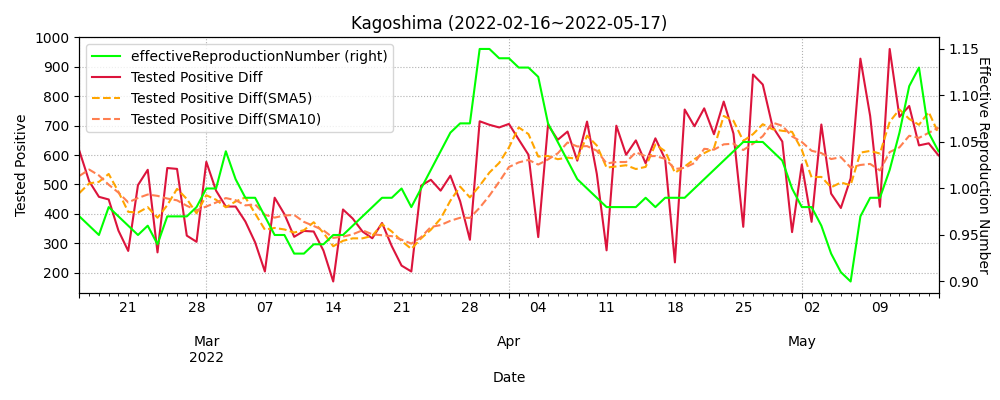 Kagoshima (2022-02-16~2022-05-17)
effectiveReproductionNumber (right)
Tested Positive Diff
Tested Positive Diff(SMA5)
Tested Positive Diff(SMA10)
Tested Positive
1000
900
800
700
600
500
400
300
200
Effective Reproduction Number
1.15
1.10
1.05
1.00
0.95
0.90
21 28 07 14 21 28 04 11 18 25 02 09
Mar Apr May
2022
Date